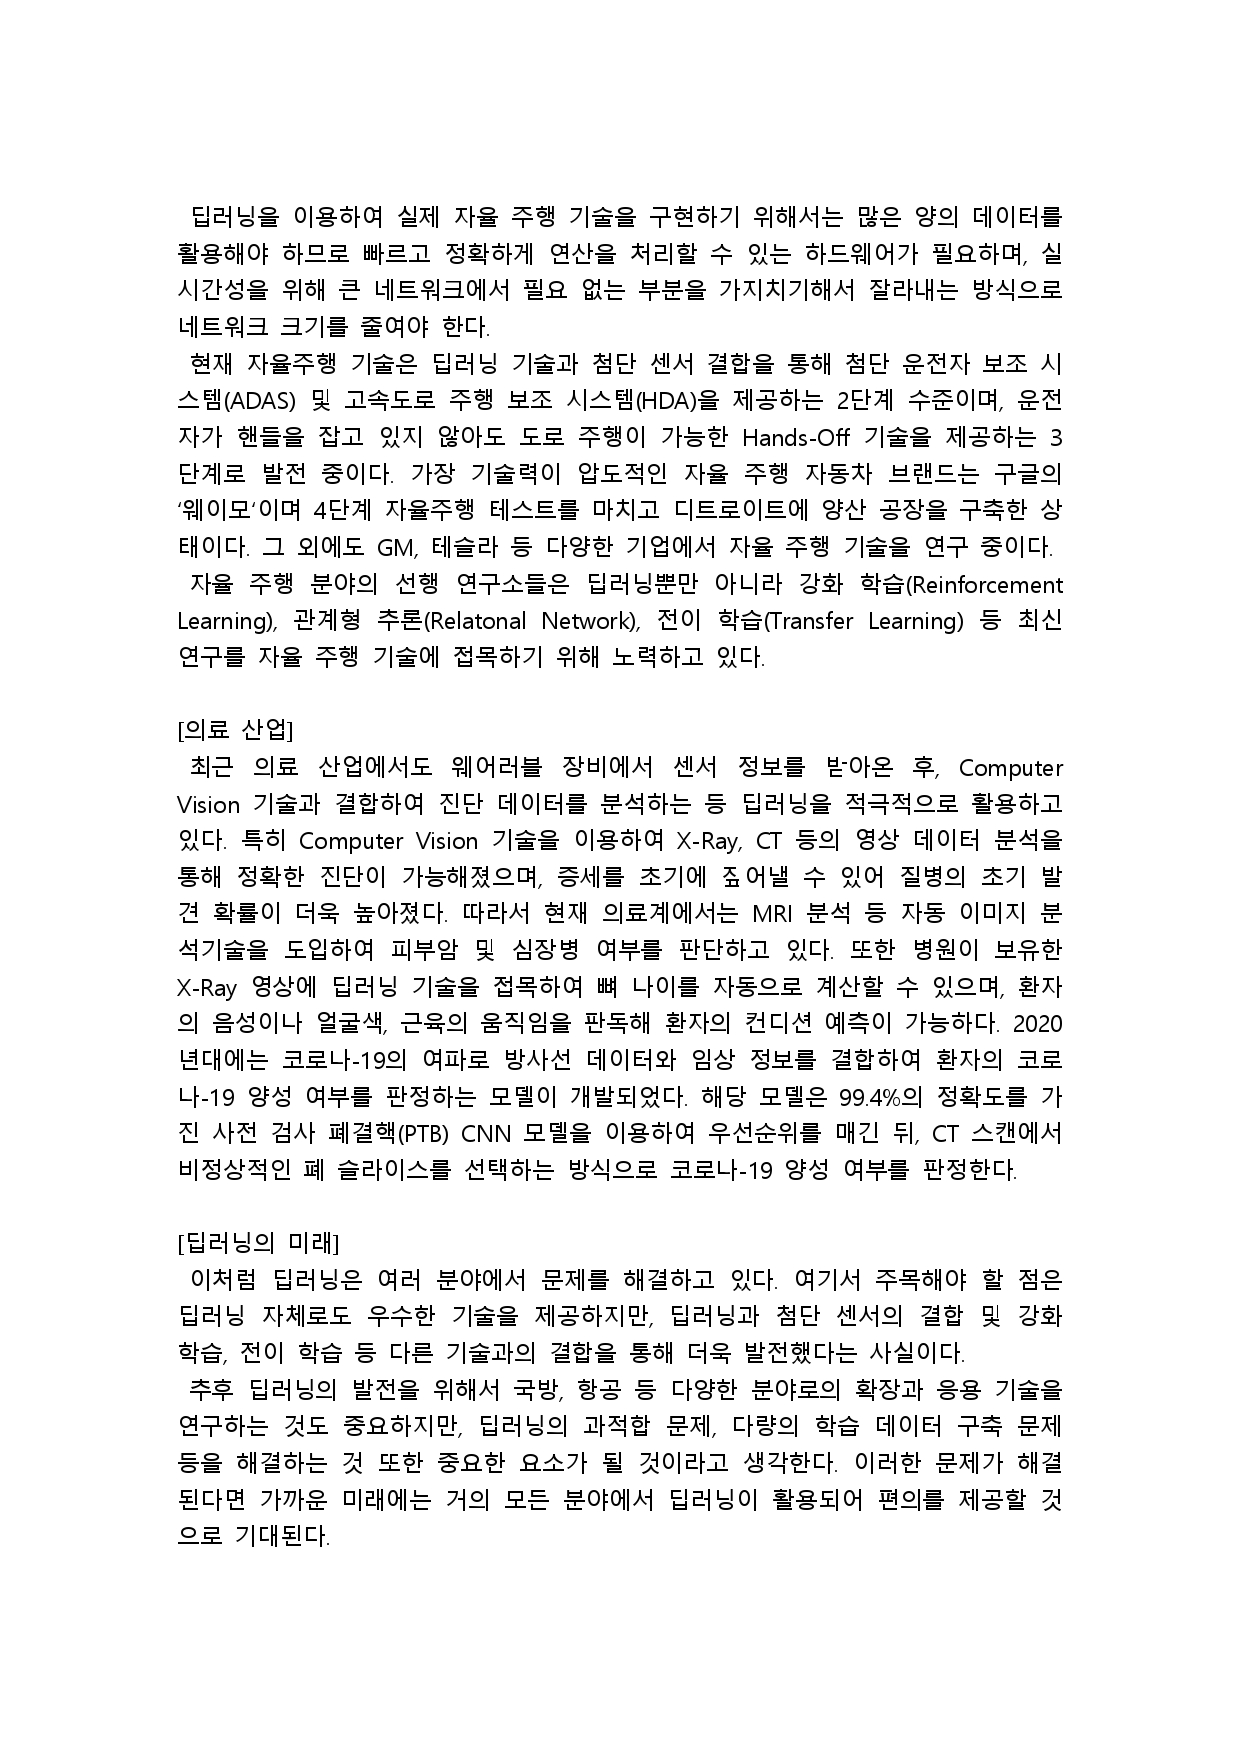 딥러닝을 이용하여 실제 자율 주행 기술을 구현하기 위해서는 많은 양의 데이터를
활용해야 하므로 빠르고 정확하게 연산을 처리할 수 있는 하드웨어가 필요하며, 실
시간성을 위해 큰 네트워크에서 필요 없는 부분을 가지치기해서 잘라내는 방식으로
네트워크 크기를 줄여야 한다.
현재 자율주행 기술은 딥러닝 기술과 첨단 센서 결합을 통해 첨단 운전자 보조 시
스템(ADAS) 및 고속도로 주행 보조 시스템(HDA)을 제공하는 2단계 수준이며, 운전
자가 핸들을 잡고 있지 않아도 도로 주행이 가능한 Hands-Off 기술을 제공하는 3
단계로 발전 중이다. 가장 기술력이 압도적인 자율 주행 자동차 브랜드는 구글의
‘웨이모‘이며 4단계 자율주행 테스트를 마치고 디트로이트에 양산 공장을 구축한 상
태이다. 그 외에도 GM, 테슬라 등 다양한 기업에서 자율 주행 기술을 연구 중이다.
자율 주행 분야의 선행 연구소들은 딥러닝뿐만 아니라 강화 학습(Reinforcement
Learning), 관계형 추론(Relatonal Network), 전이 학습(Transfer Learning) 등 최신
연구를 자율 주행 기술에 접목하기 위해 노력하고 있다.

[의료 산업]
최근 의료 산업에서도 웨어러블 장비에서 센서 정보를 받아온 후, Computer
Vision 기술과 결합하여 진단 데이터를 분석하는 등 딥러닝을 적극적으로 활용하고
있다. 특히 Computer Vision 기술을 이용하여 X-Ray, CT 등의 영상 데이터 분석을
통해 정확한 진단이 가능해졌으며, 증세를 초기에 짚어낼 수 있어 질병의 초기 발
견 확률이 더욱 높아졌다. 따라서 현재 의료계에서는 MRI 분석 등 자동 이미지 분
석기술을 도입하여 피부암 및 심장병 여부를 판단하고 있다. 또한 병원이 보유한
X-Ray 영상에 딥러닝 기술을 접목하여 뼈 나이를 자동으로 계산할 수 있으며, 환자
의 음성이나 얼굴색, 근육의 움직임을 판독해 환자의 컨디션 예측이 가능하다. 2020
년대에는 코로나-19의 여파로 방사선 데이터와 임상 정보를 결합하여 환자의 코로
나-19 양성 여부를 판정하는 모델이 개발되었다. 해당 모델은 99.4%의 정확도를 가
진 사전 검사 폐결핵(PTB) CNN 모델을 이용하여 우선순위를 매긴 뒤, CT 스캔에서
비정상적인 폐 슬라이스를 선택하는 방식으로 코로나-19 양성 여부를 판정한다.

[딥러닝의 미래]
이처럼 딥러닝은 여러 분야에서 문제를 해결하고 있다. 여기서 주목해야 할 점은
딥러닝 자체로도 우수한 기술을 제공하지만, 딥러닝과 첨단 센서의 결합 및 강화
학습, 전이 학습 등 다른 기술과의 결합을 통해 더욱 발전했다는 사실이다.
추후 딥러닝의 발전을 위해서 국방, 항공 등 다양한 분야로의 확장과 응용 기술을
연구하는 것도 중요하지만, 딥러닝의 과적합 문제, 다량의 학습 데이터 구축 문제
등을 해결하는 것 또한 중요한 요소가 될 것이라고 생각한다. 이러한 문제가 해결
된다면 가까운 미래에는 거의 모든 분야에서 딥러닝이 활용되어 편의를 제공할 것
으로 기대된다.